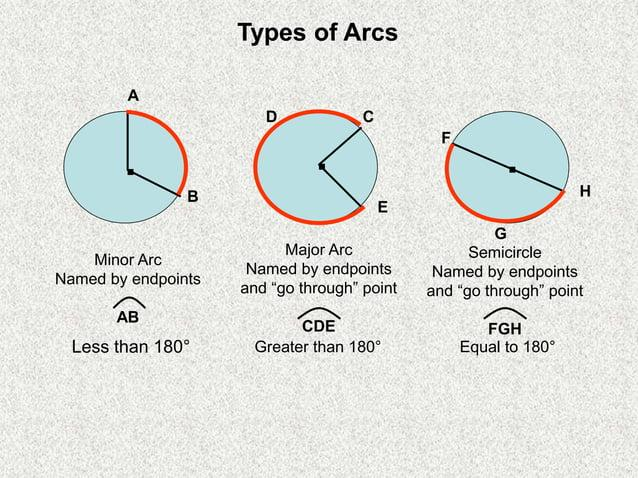 Types of Arcs
A
B
D
C
E
F
H
G
Minor Arc
Named by endpoints
AB
Less than 180°
Major Arc
Named by endpoints
and “go through” point
CDE
Greater than 180°
Semicircle
Named by endpoints
and “go through” point
FGH
Equal to 180°